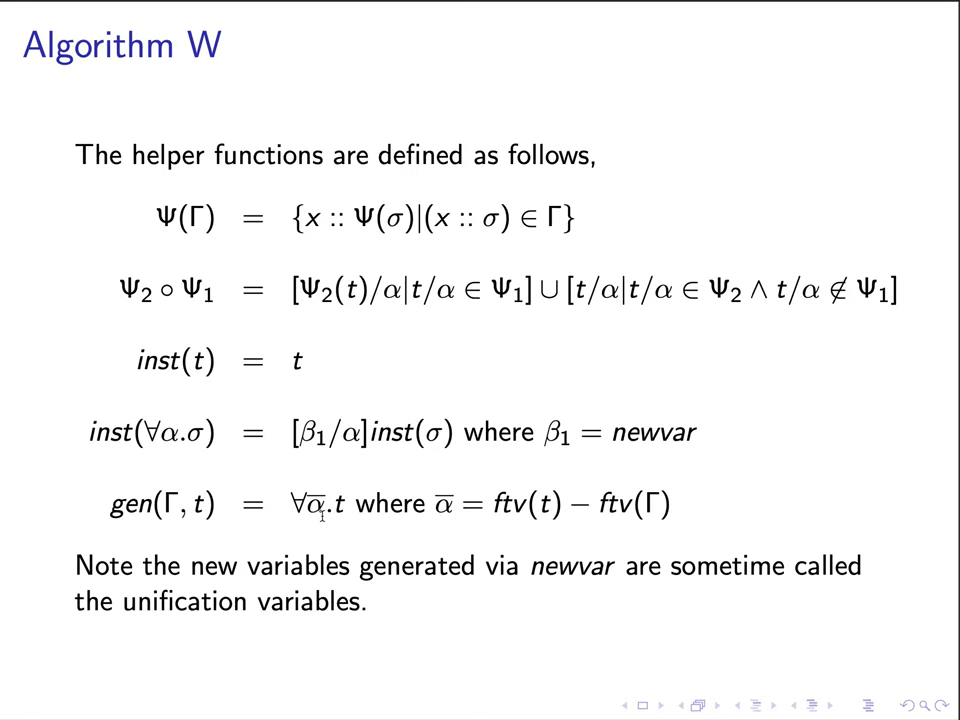 Algorithm W
The helper functions are defined as follows,
Ψ(Γ) = {x :: Ψ(σ)|(x :: σ) ∈ Γ}
Ψ₂ ∘ Ψ₁ = [Ψ₂(t)/α|t/α ∈ Ψ₁] ∪ [t/α|t/α ∈ Ψ₂ ∧ t/α ∉ Ψ₁]
inst(t) = t
inst(∀α.σ) = [β₁/α]inst(σ) where β₁ = newvar
gen(Γ, t) = ∀α̅.t where α̅ = ftv(t) − ftv(Γ)
Note the new variables generated via newvar are sometime called
the unification variables.